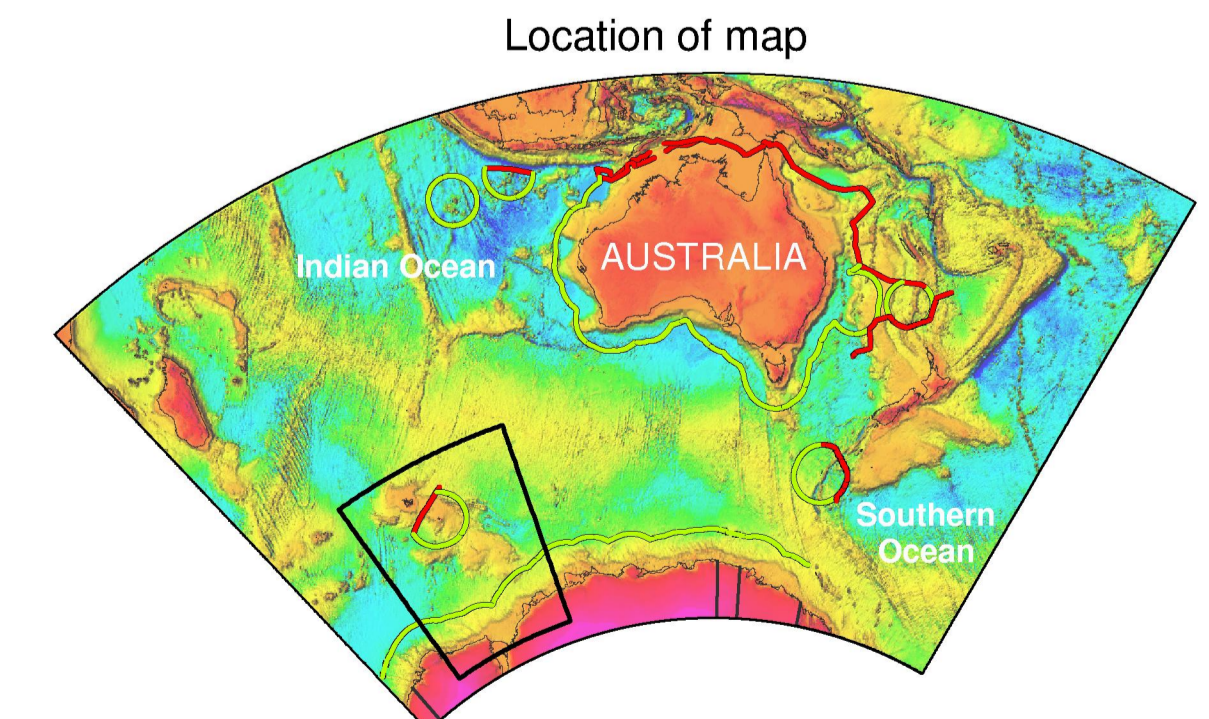 Location of map
AUSTRALIA
Indian Ocean
Southern
Ocean